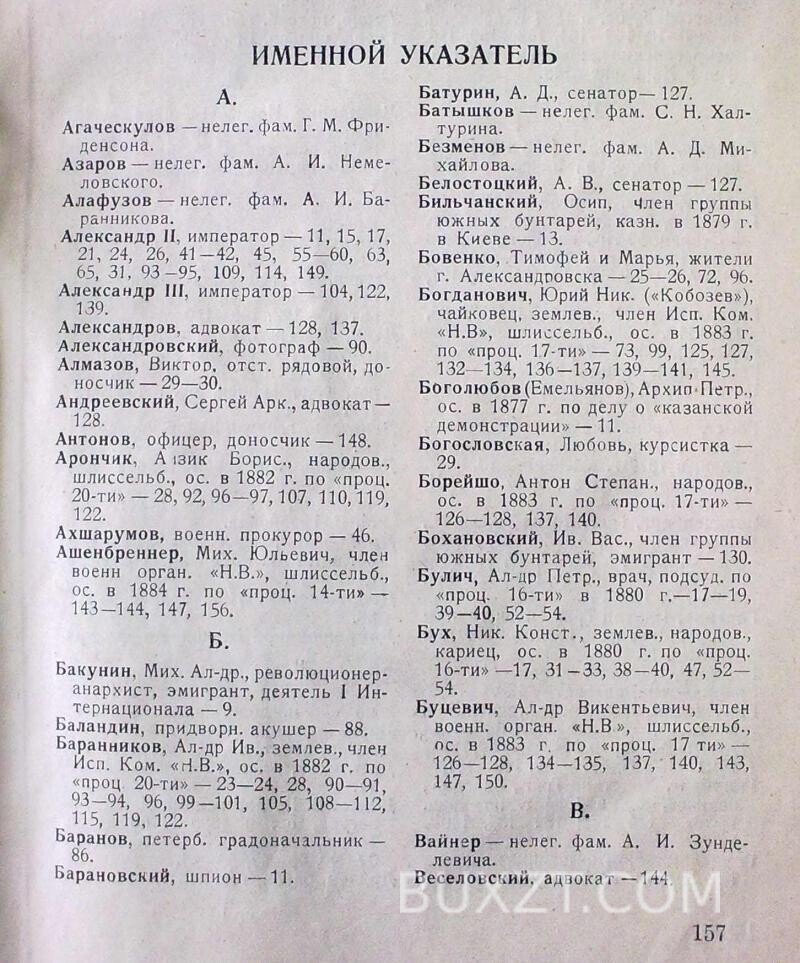 ИМЕННОЙ УКАЗАТЕЛЬ
А.
Агаческулов — нелег. фам. Г. М. Фри-
денсона.
Азаров — нелег. фам. А. И. Неме-
ловского.
Алафузов — нелег. фам. А. И. Ба-
ранникова.
Александр II, император — 11, 15, 17,
21, 24, 26, 41—42, 45, 55—60, 63,
65, 31, 93—95, 109, 114, 149.
Александр III, император — 104, 122,
139.
Александров, адвокат — 128, 137.
Александровский, фотограф — 90.
Алмазов, Виктор, отст. рядовой, до-
носчик — 29—30.
Андреевский, Сергей Арк., адвокат —
128.
Антонов, офицер, доносчик — 148.
Арончик, А изик Борис., народов.,
шлиссельб., ос. в 1882 г. по «проц.
20-ти» — 28, 92, 96—97, 107, 110, 119,
122.
Ахшарумов, военн. прокурор — 46.
Ашенбреннер, Мих. Юльевич, член
военн орган. «Н.В.», шлиссельб.,
ос. в 1884 г. по «проц. 14-ти» —
143—144, 147, 156.
Б.
Бакунин, Мих. Ал-др., революционер-
анархист, эмигрант, деятель I Ин-
тернационала — 9.
Баландин, придворн. акушер — 88.
Баранников, Ал-др Ив., землев., член
Исп. Ком. «Н.В.», ос. в 1882 г. по
«проц 20-ти» — 23—24, 28, 90—91,
93—94, 96, 99—101, 105, 108—112,
115, 119, 122.
Баранов, петерб. градоначальник —
86.
Барановский, шпион — 11.
Батурин, А. Д., сенатор — 127.
Батышков — нелег. фам. С. Н. Хал-
турина.
Безменов — нелег. фам. А. Д. Ми-
хайлова.
Белостоцкий, А. В., сенатор — 127.
Бильчанский, Осип, член группы
южных бунтарей, казн. в 1879 г.
в Киеве — 13.
Бовенко, Тимофей и Марья, жители
г. Александровска — 25—26, 72, 96.
Богданович, Юрий Ник. («Кобозев»),
чайковец, землев., член Исп. Ком.
«Н.В», шлиссельб., ос. в 1883 г.
по «проц. 17-ти» — 73, 99, 125, 127,
132—134, 136—137, 139—141, 145.
Боголюбов (Емельянов), Архип Петр.,
ос. в 1877 г. по делу о «казанской
демонстрации» — 11.
Богословская, Любовь, курсистка —
29.
Борейшо, Антон Степан., народов.,
ос. в 1883 г. по «проц. 17-ти» —
126—128, 137, 140.
Бохановский, Ив. Вас., член группы
южных бунтарей, эмигрант — 130.
Булич, Ал-др Петр., врач, подсуд. по
«проц. 16-ти» в 1880 г.—17—19,
39—40, 52—54.
Бух, Ник. Конст., землев., народов.,
кариец, ос. в 1880 г. по «проц.
16-ти» —17, 31—33, 38—40, 47, 52—
54.
Буцевич, Ал-др Викентьевич, член
военн. орган. «Н.В», шлиссельб.,
ос. в 1883 г. по «проц. 17 ти» —
126—128, 134—135, 137, 140, 143,
147, 150.
В.
Вайнер — нелег. фам. А. И. Зунде-
левича.
Веселовский, адвокат — 144
157
BOXZT.COM